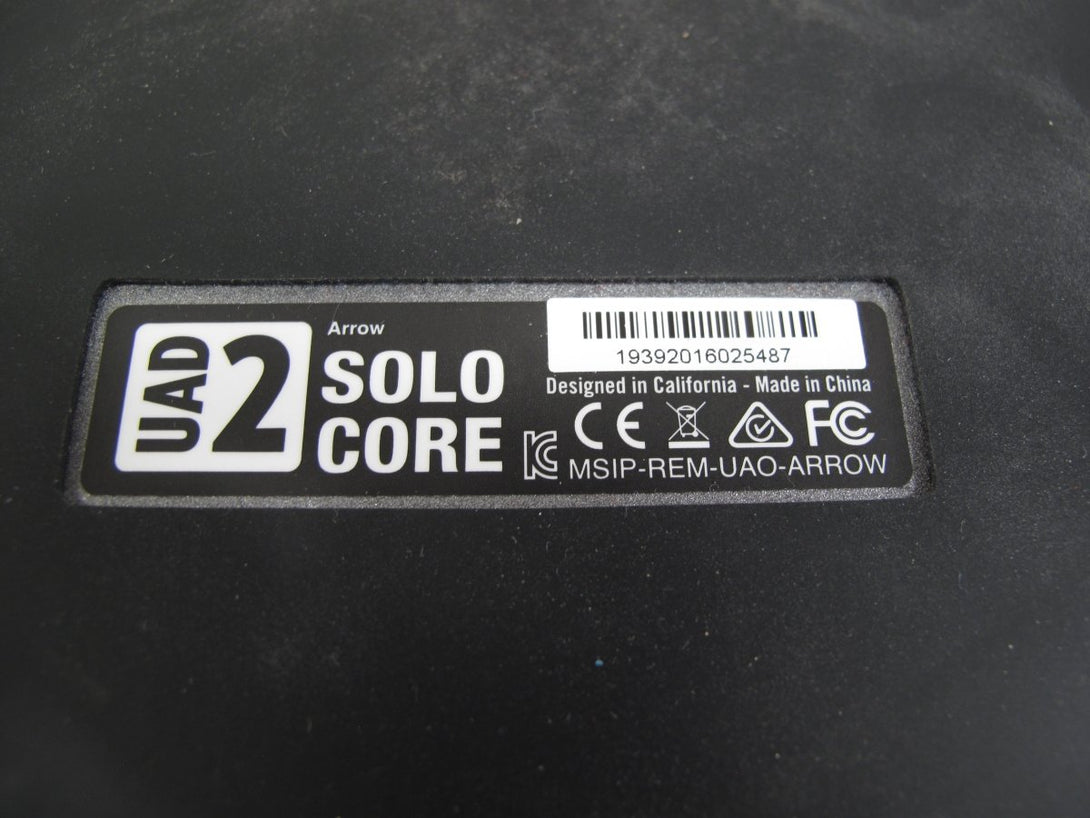 UAD 2
Arrow
SOLO
CORE
19392016025487
Designed in California - Made in China
CE FC
MSIP-REM-UAO-ARROW